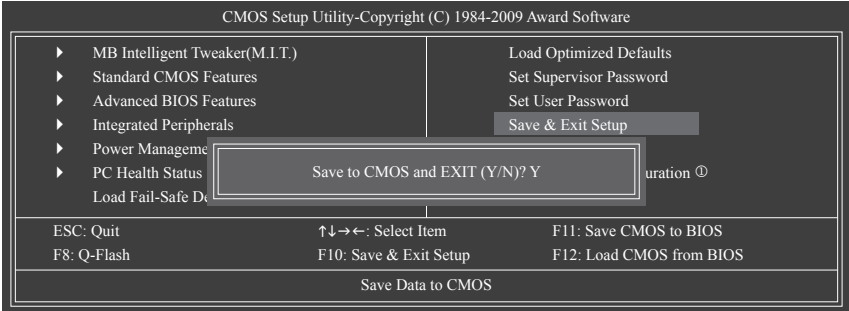 CMOS Setup Utility-Copyright (C) 1984-2009 Award Software
MB Intelligent Tweaker(M.I.T.)
Standard CMOS Features
Advanced BIOS Features
Integrated Peripherals
Power Manageme
PC Health Status
Load Fail-Safe De
Load Optimized Defaults
Set Supervisor Password
Set User Password
Save & Exit Setup
uration ①
Save to CMOS and EXIT (Y/N)? Y
ESC: Quit ↑↓→←: Select Item F11: Save CMOS to BIOS
F8: Q-Flash F10: Save & Exit Setup F12: Load CMOS from BIOS
Save Data to CMOS